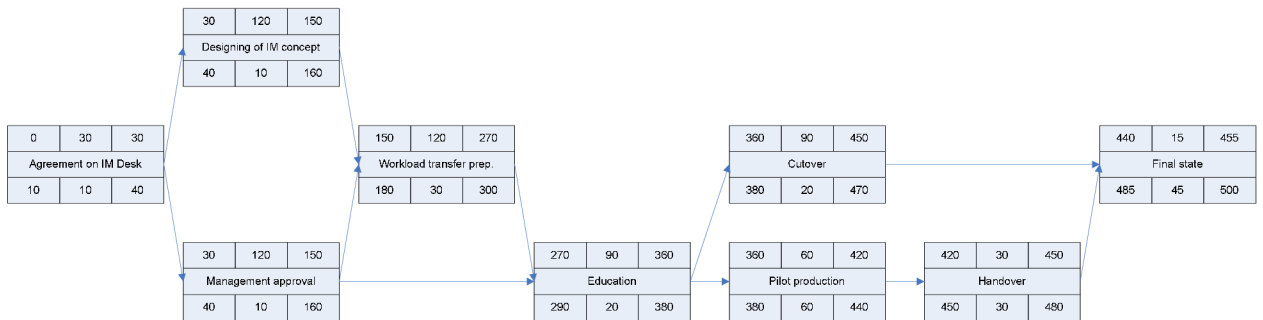 30 120 150
Designing of IM concept
40 10 160
0 30 30
Agreement on IM Desk
10 10 40
150 120 270
Workload transfer prep.
180 30 300
360 90 450
Cutover
380 20 470
440 15 455
Final state
485 45 500
30 120 150
Management approval
40 10 160
270 90 360
Education
290 20 380
360 60 420
Pilot production
380 60 440
420 30 450
Handover
450 30 480